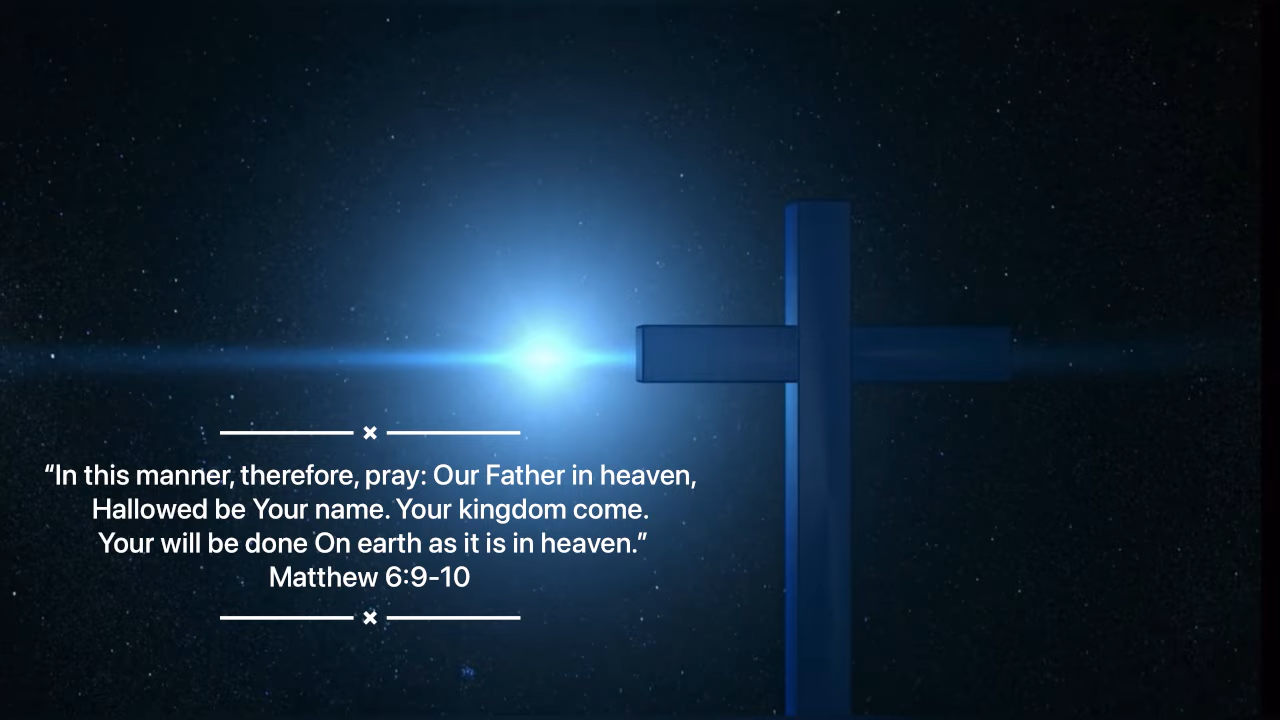 “In this manner, therefore, pray: Our Father in heaven,
Hallowed be Your name. Your kingdom come.
Your will be done On earth as it is in heaven.”
Matthew 6:9-10